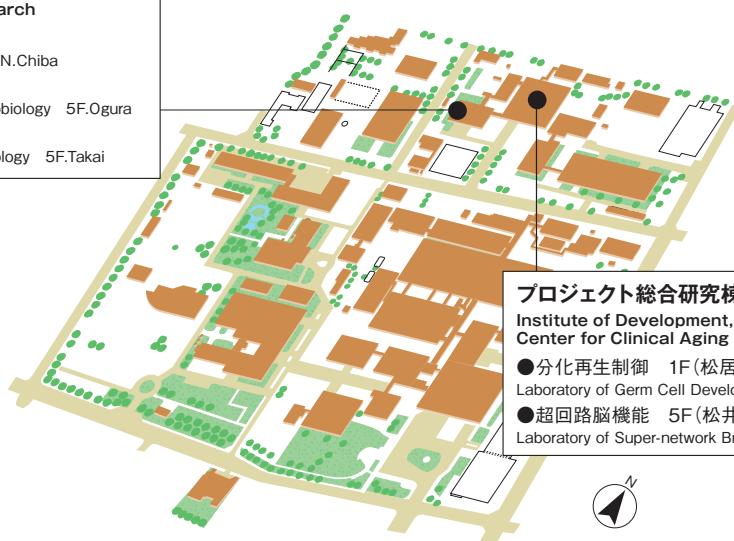 arch
N.Chiba
obiology 5F.Ogura
ology 5F.Takai
プロジェクト総合研究棟
Institute of Development,
Center for Clinical Aging
●分化再生制御 1F（松居
Laboratory of Germ Cell Develo
●超回路脳機能 5F（松井
Laboratory of Super-network Br
N